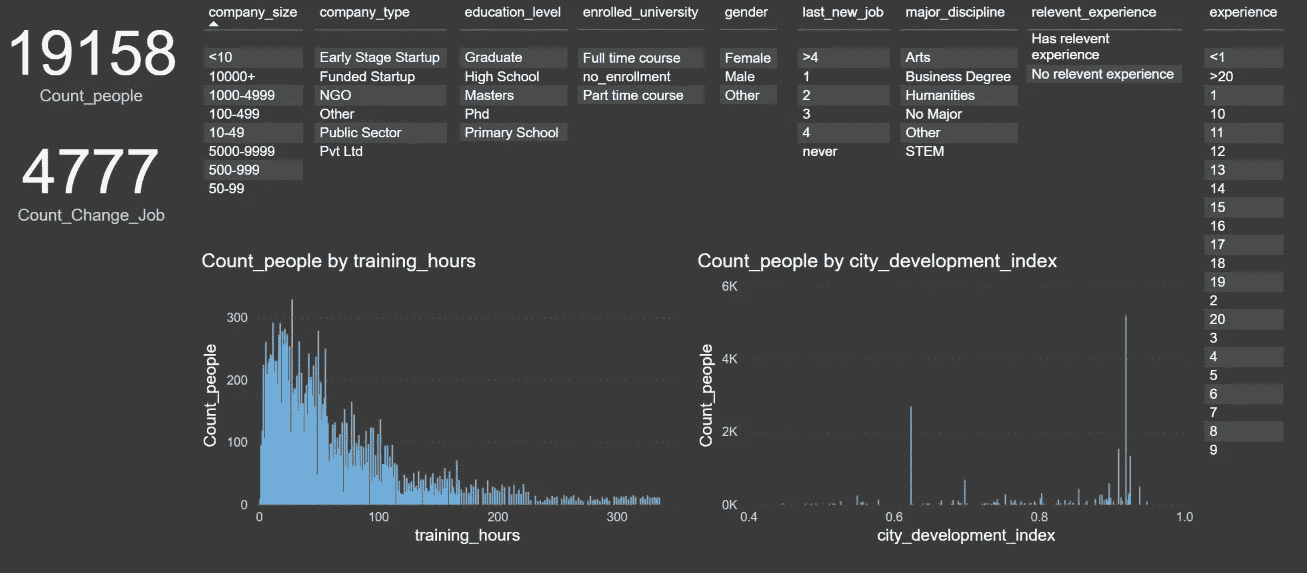 19158
Count_people
4777
Count_Change_Job
company_size
<10
10000+
1000-4999
100-499
10-49
5000-9999
500-999
50-99
company_type
Early Stage Startup
Funded Startup
NGO
Other
Public Sector
Pvt Ltd
education_level
Graduate
High School
Masters
Phd
Primary School
enrolled_university
Full time course
no_enrollment
Part time course
gender
Female
Male
Other
last_new_job
>4
1
2
3
4
never
major_discipline
Arts
Business Degree
Humanities
No Major
Other
STEM
relevent_experience
Has relevent
experience
No relevent experience
experience
<1
>20
1
10
11
12
13
14
15
16
17
18
19
2
20
3
4
5
6
7
8
9
Count_people by training_hours
Count_people
300
200
100
0
0 100 200 300
training_hours
Count_people by city_development_index
Count_people
6K
4K
2K
0K
0.4 0.6 0.8 1.0
city_development_index